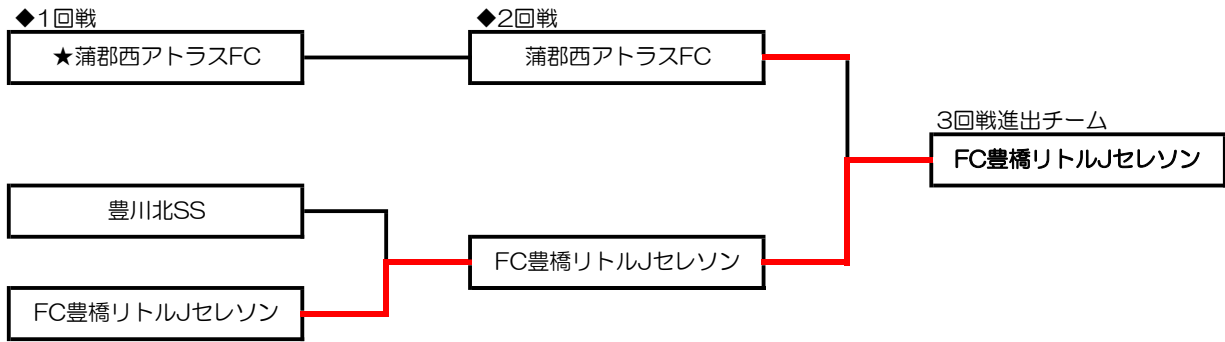 ◆1回戦
◆2回戦
★蒲郡西アトラスFC
蒲郡西アトラスFC
3回戦進出チーム
FC豊橋リトルJセレソン
豊川北SS
FC豊橋リトルJセレソン
FC豊橋リトルJセレソン